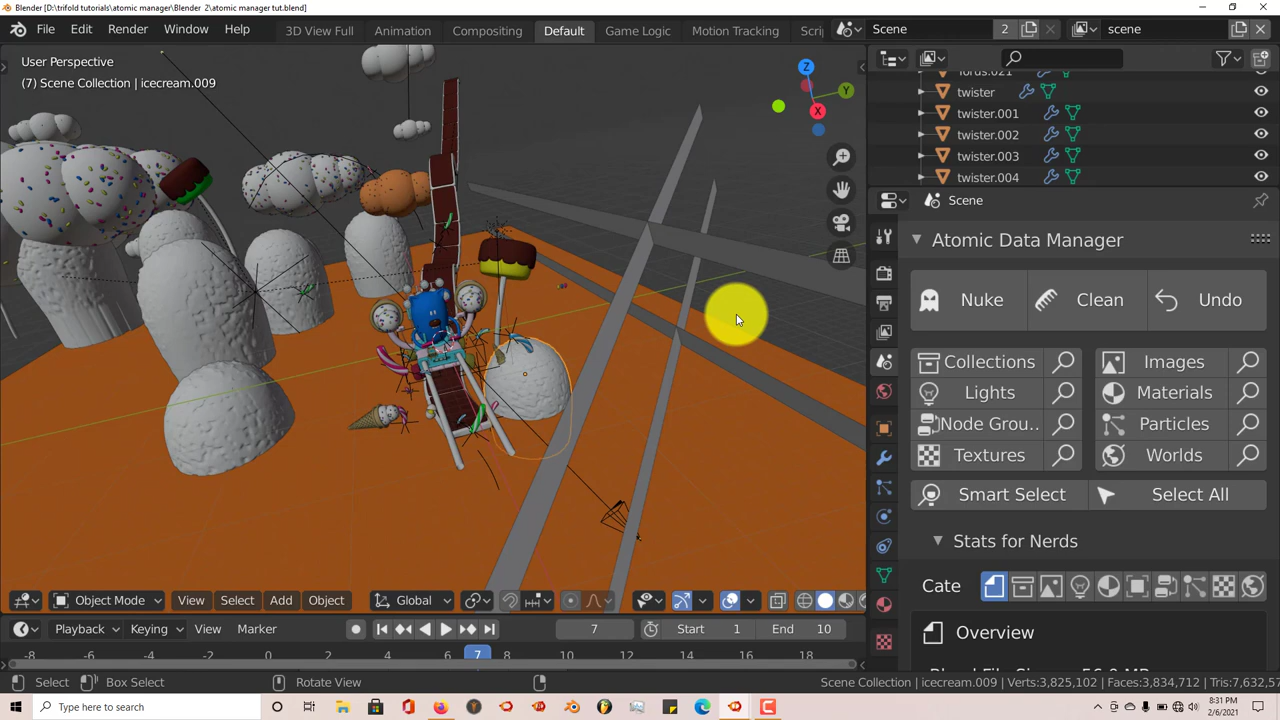 Blender [D:\trifold tutorials\atomic manager\Blender 2\atomic manager tut.blend]
File Edit Render Window Help 3D View Full Animation Compositing Default Game Logic Motion Tracking Scri Scene 2 scene
User Perspective
(7) Scene Collection | icecream.009
Z
Y
X
twister
twister.001
twister.002
twister.003
twister.004
Scene
Atomic Data Manager
Nuke Clean Undo
Collections Images
Lights Materials
Node Grou.. Particles
Textures Worlds
Smart Select Select All
Stats for Nerds
Cate
Overview
Object Mode View Select Add Object Global
Playback Keying View Marker 7 Start 1 End 10
-8 -6 -4 -2 0 2 4 6 7 8 10 12 14 16 18
Select Box Select Rotate View Scene Collection | icecream.009 Verts:3,825,102 | Faces:3,834,712 | Tris:7,632,57
Type here to search
8:31 PM
2/6/2021